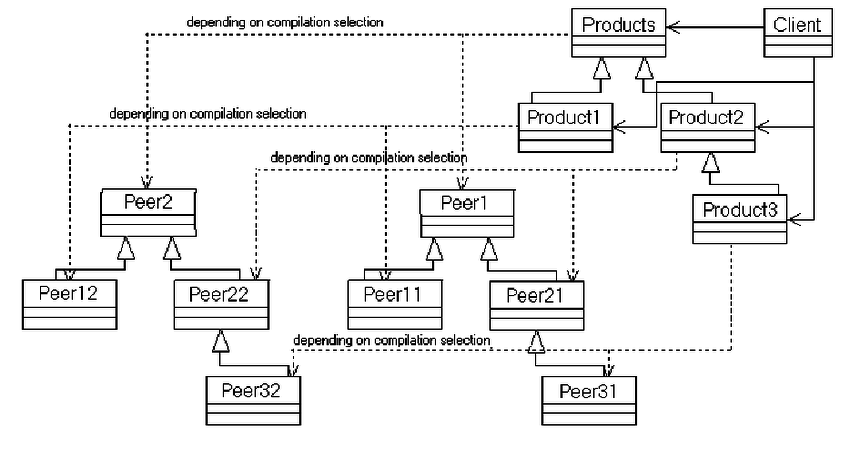 depending on compilation selection
Products
Client
depending on compilation selection
Product1
Product2
depending on compilation selection
Peer2
Peer1
Product3
Peer12
Peer22
Peer11
Peer21
depending on compilation selection
Peer32
Peer31